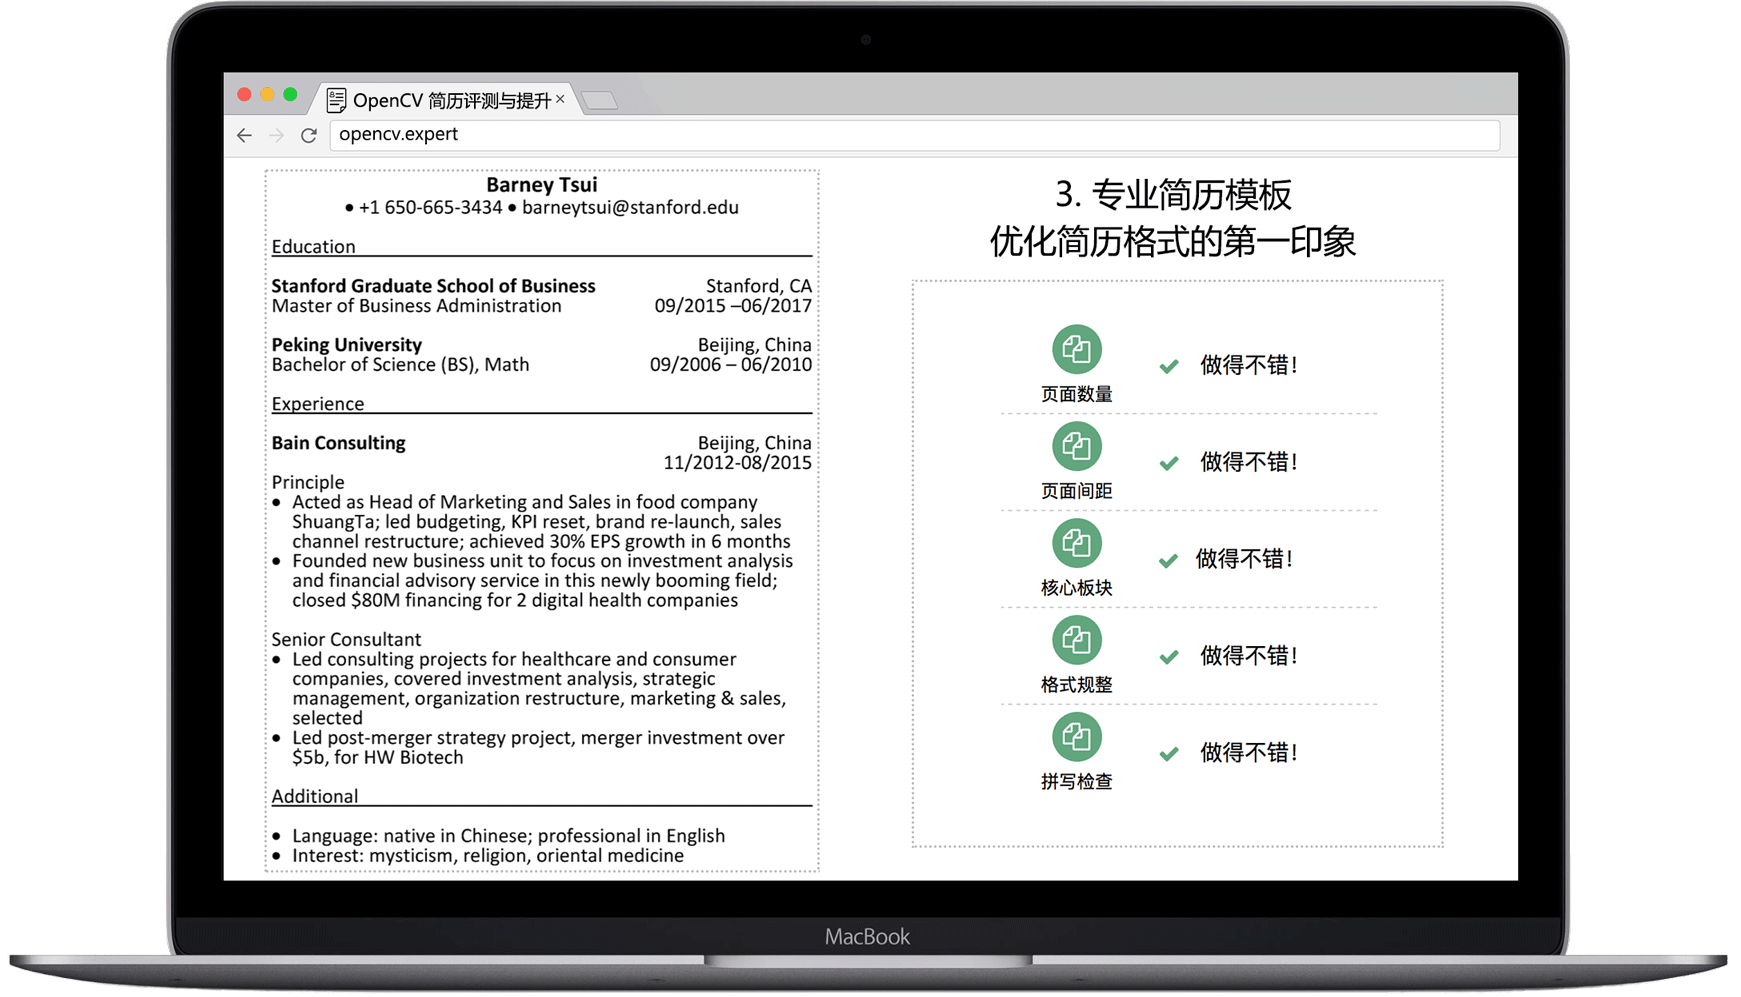 OpenCV 简历评测与提升 ×
opencv.expert
Barney Tsui
● +1 650-665-3434 ● barneytsui@stanford.edu
Education
Stanford Graduate School of Business Stanford, CA
Master of Business Administration 09/2015 –06/2017
Peking University Beijing, China
Bachelor of Science (BS), Math 09/2006 – 06/2010
Experience
Bain Consulting Beijing, China
11/2012-08/2015
Principle
● Acted as Head of Marketing and Sales in food company
ShuangTa; led budgeting, KPI reset, brand re-launch, sales
channel restructure; achieved 30% EPS growth in 6 months
● Founded new business unit to focus on investment analysis
and financial advisory service in this newly booming field;
closed $80M financing for 2 digital health companies
Senior Consultant
● Led consulting projects for healthcare and consumer
companies, covered investment analysis, strategic
management, organization restructure, marketing & sales,
selected
● Led post-merger strategy project, merger investment over
$5b, for HW Biotech
Additional
● Language: native in Chinese; professional in English
● Interest: mysticism, religion, oriental medicine
3. 专业简历模板
优化简历格式的第一印象
页面数量 ✔ 做得不错！
页面间距 ✔ 做得不错！
核心板块 ✔ 做得不错！
格式规整 ✔ 做得不错！
拼写检查 ✔ 做得不错！
MacBook